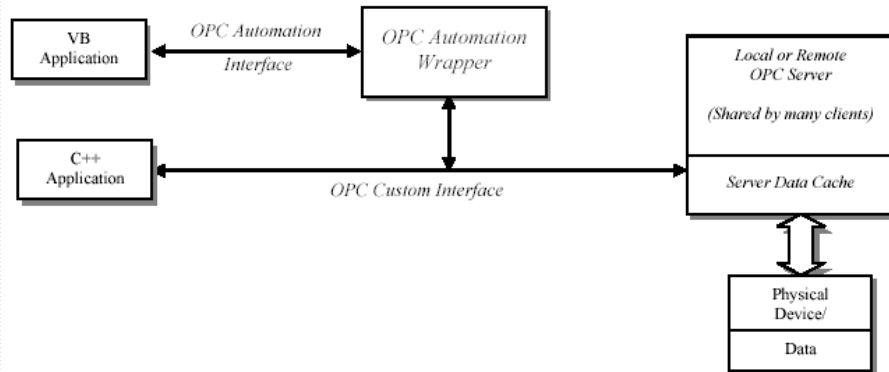 VB
Application
OPC Automation
Interface
OPC Automation
Wrapper
Local or Remote
OPC Server
(Shared by many clients)
C++
Application
OPC Custom Interface
Server Data Cache
Physical
Device/
Data